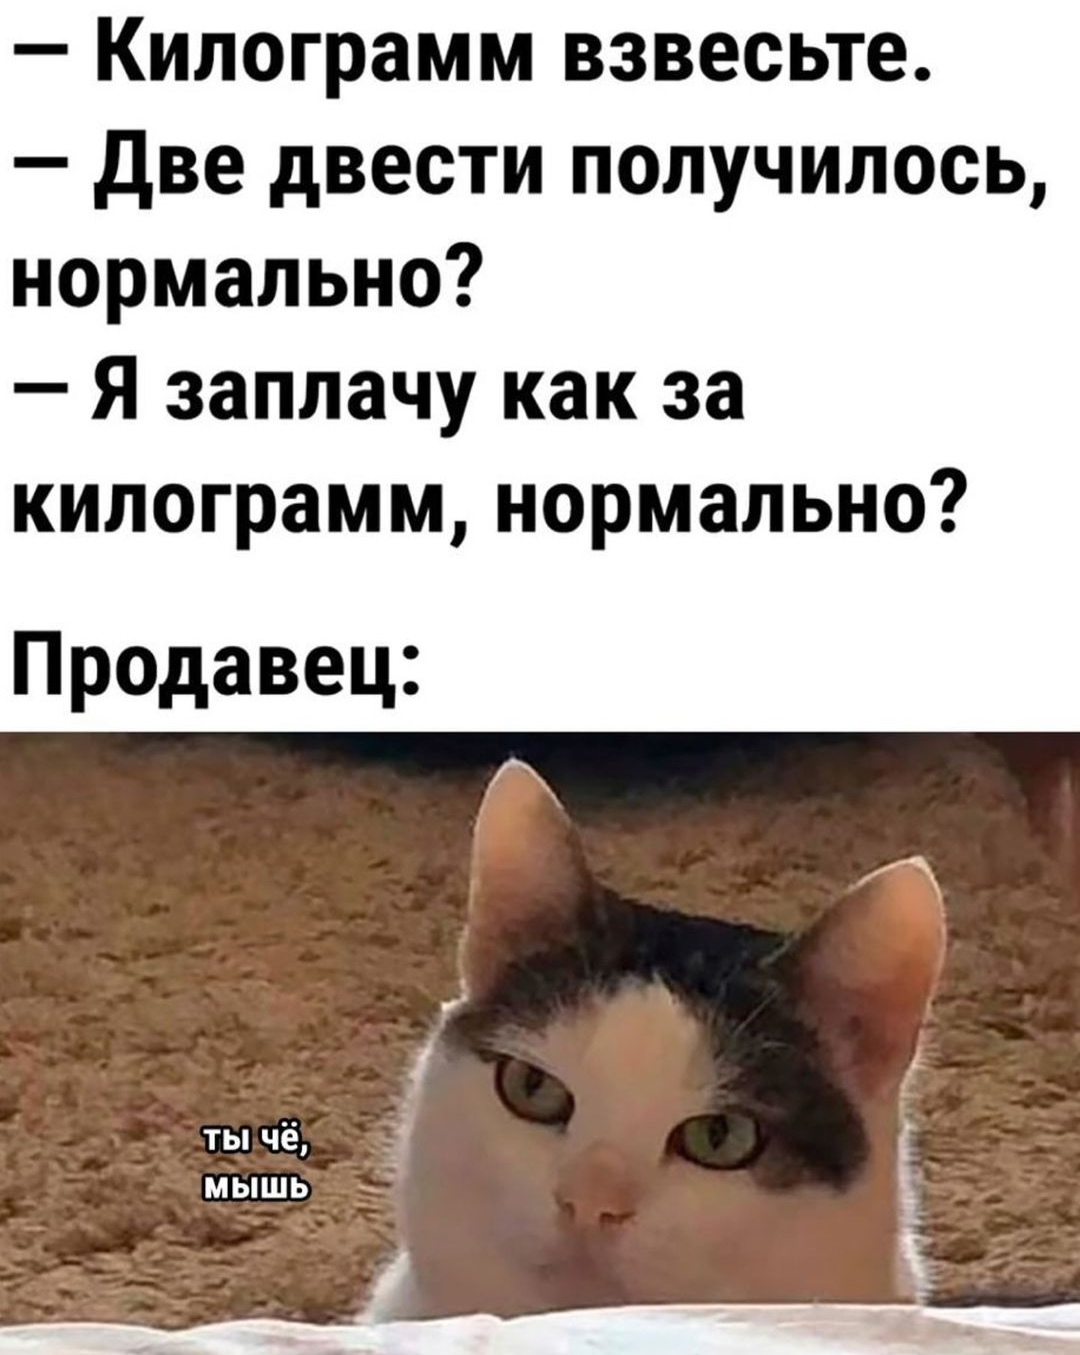 — Килограмм взвесьте.
— Две двести получилось,
нормально?
— Я заплачу как за
килограмм, нормально?
Продавец:
ты чё,
мышь